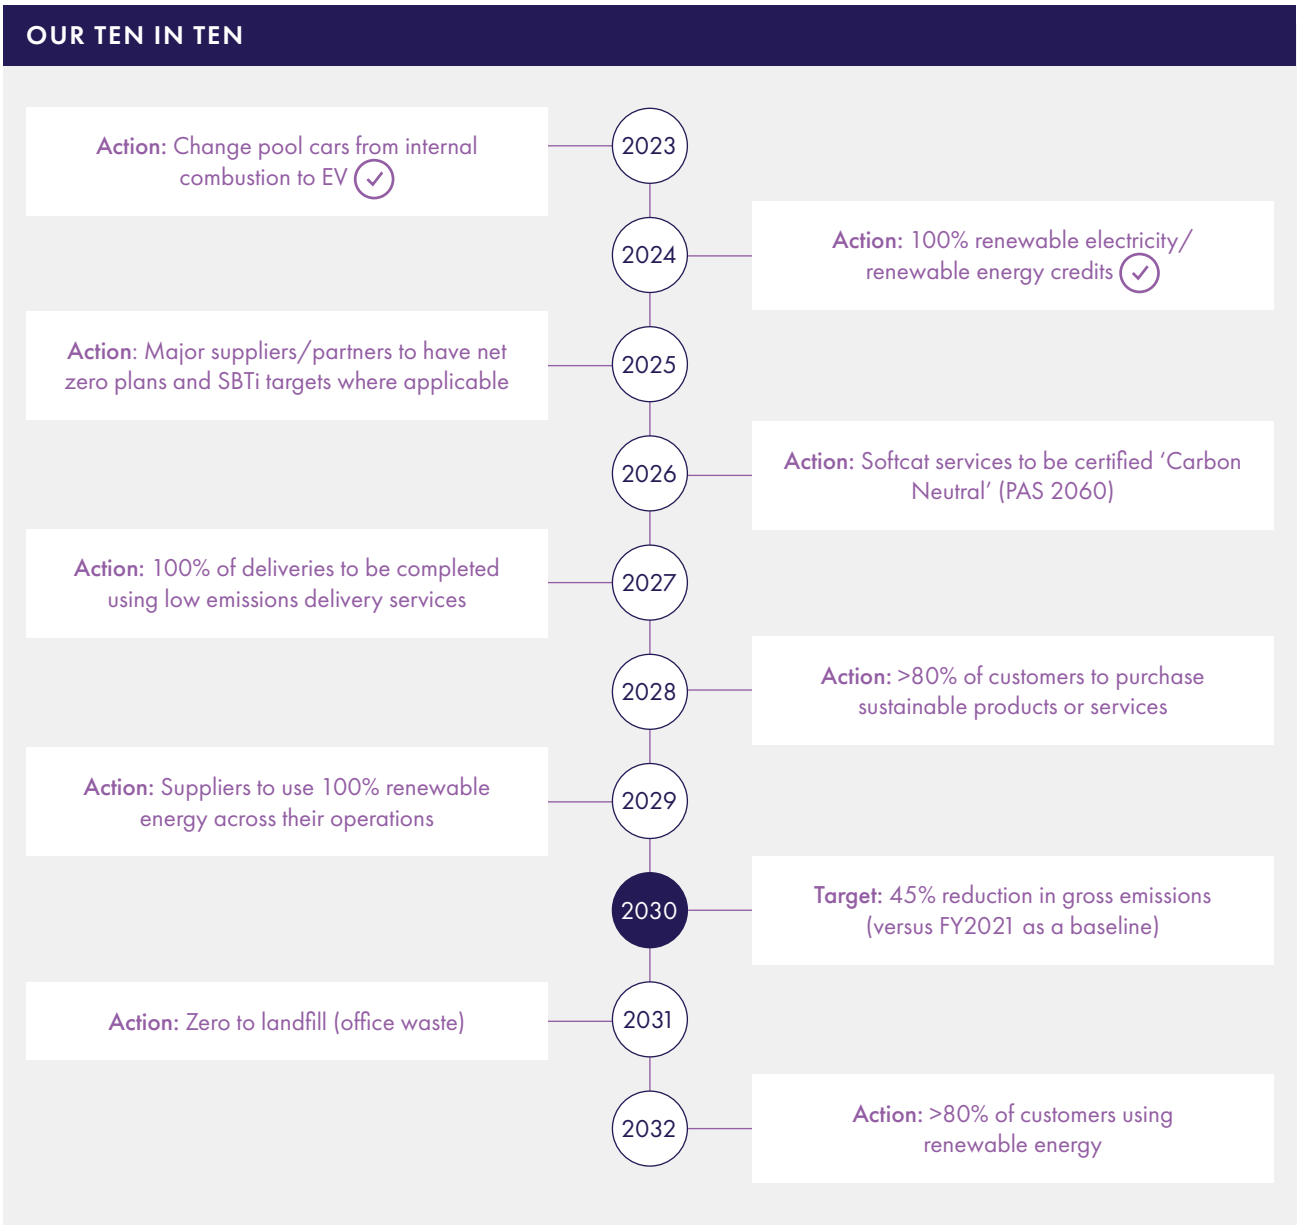 OUR TEN IN TEN
Action: Change pool cars from internal
combustion to EV
2023
2024
Action: 100% renewable electricity/
renewable energy credits
Action: Major suppliers/partners to have net
zero plans and SBTi targets where applicable
2025
2026
Action: Softcat services to be certified ‘Carbon
Neutral’ (PAS 2060)
Action: 100% of deliveries to be completed
using low emissions delivery services
2027
2028
Action: >80% of customers to purchase
sustainable products or services
Action: Suppliers to use 100% renewable
energy across their operations
2029
2030
Target: 45% reduction in gross emissions
(versus FY2021 as a baseline)
Action: Zero to landfill (office waste)
2031
2032
Action: >80% of customers using
renewable energy